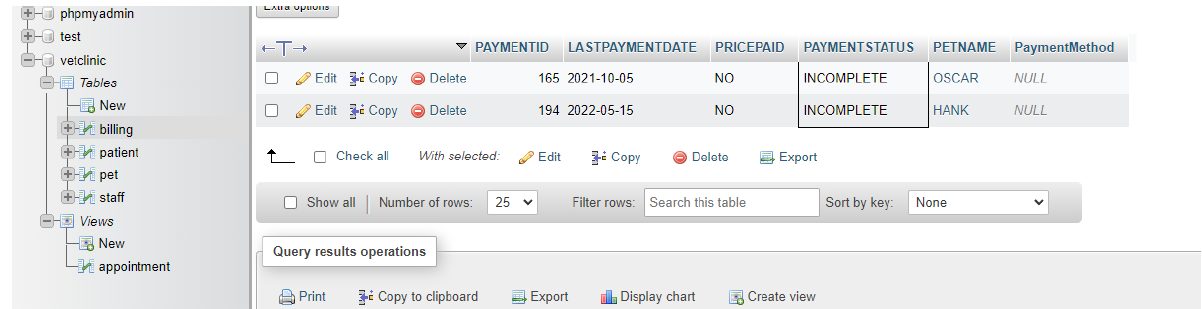 phpmyadmin
test
vetclinic
Tables
New
billing
patient
pet
staff
Views
New
appointment
Extra options
PAYMENTID LASTPAYMENTDATE PRICEPAID PAYMENTSTATUS PETNAME PaymentMethod
Edit Copy Delete 165 2021-10-05 NO INCOMPLETE OSCAR NULL
Edit Copy Delete 194 2022-05-15 NO INCOMPLETE HANK NULL
Check all With selected: Edit Copy Delete Export
Show all Number of rows: 25 Filter rows: Search this table Sort by key: None
Query results operations
Print Copy to clipboard Export Display chart Create view